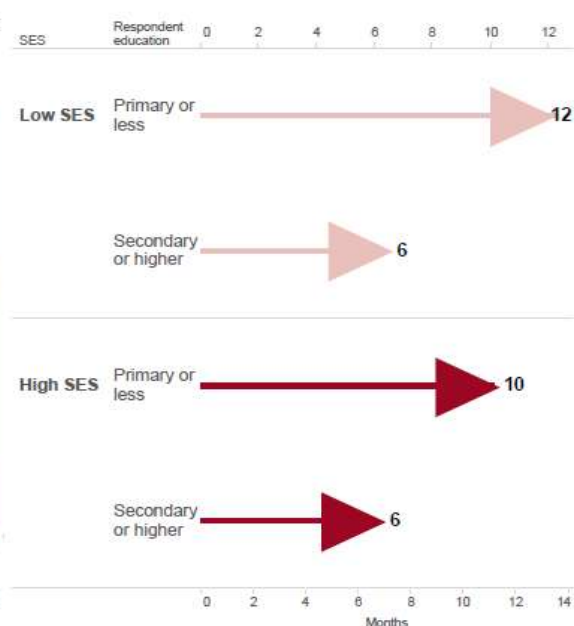 SES
Respondent
education
0 2 4 6 8 10 12
Low SES
Primary or
less
12
Secondary
or higher
6
High SES
Primary or
less
10
Secondary
or higher
6
0 2 4 6 8 10 12 14
Months